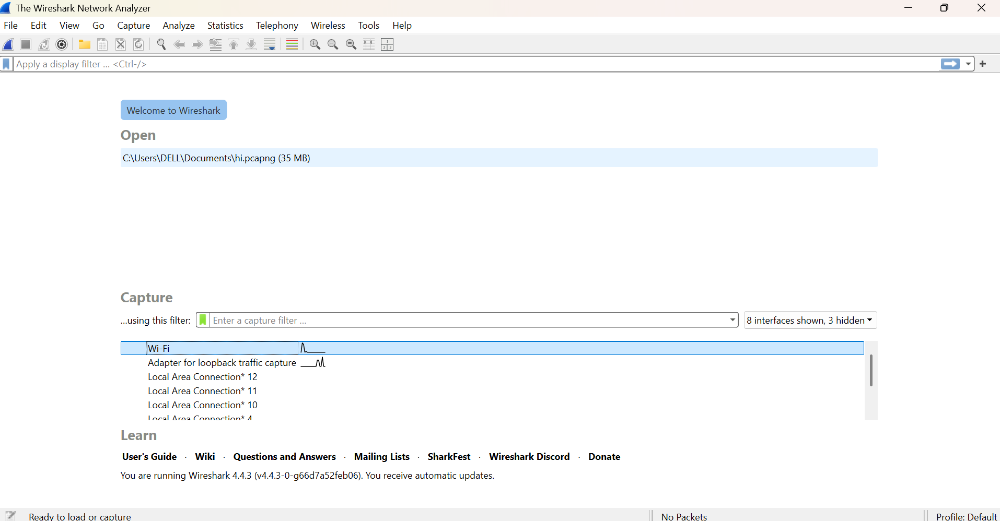 The Wireshark Network Analyzer
File Edit View Go Capture Analyze Statistics Telephony Wireless Tools Help
Apply a display filter ... <Ctrl-/>
Welcome to Wireshark
Open
C:\Users\DELL\Documents\hi.pcapng (35 MB)
Capture
...using this filter: Enter a capture filter ... 8 interfaces shown, 3 hidden
Wi-Fi
Adapter for loopback traffic capture
Local Area Connection* 12
Local Area Connection* 11
Local Area Connection* 10
Local Area Connection* 4
Learn
User's Guide · Wiki · Questions and Answers · Mailing Lists · SharkFest · Wireshark Discord · Donate
You are running Wireshark 4.4.3 (v4.4.3-0-g66d7a52feb06). You receive automatic updates.
Ready to load or capture No Packets Profile: Default